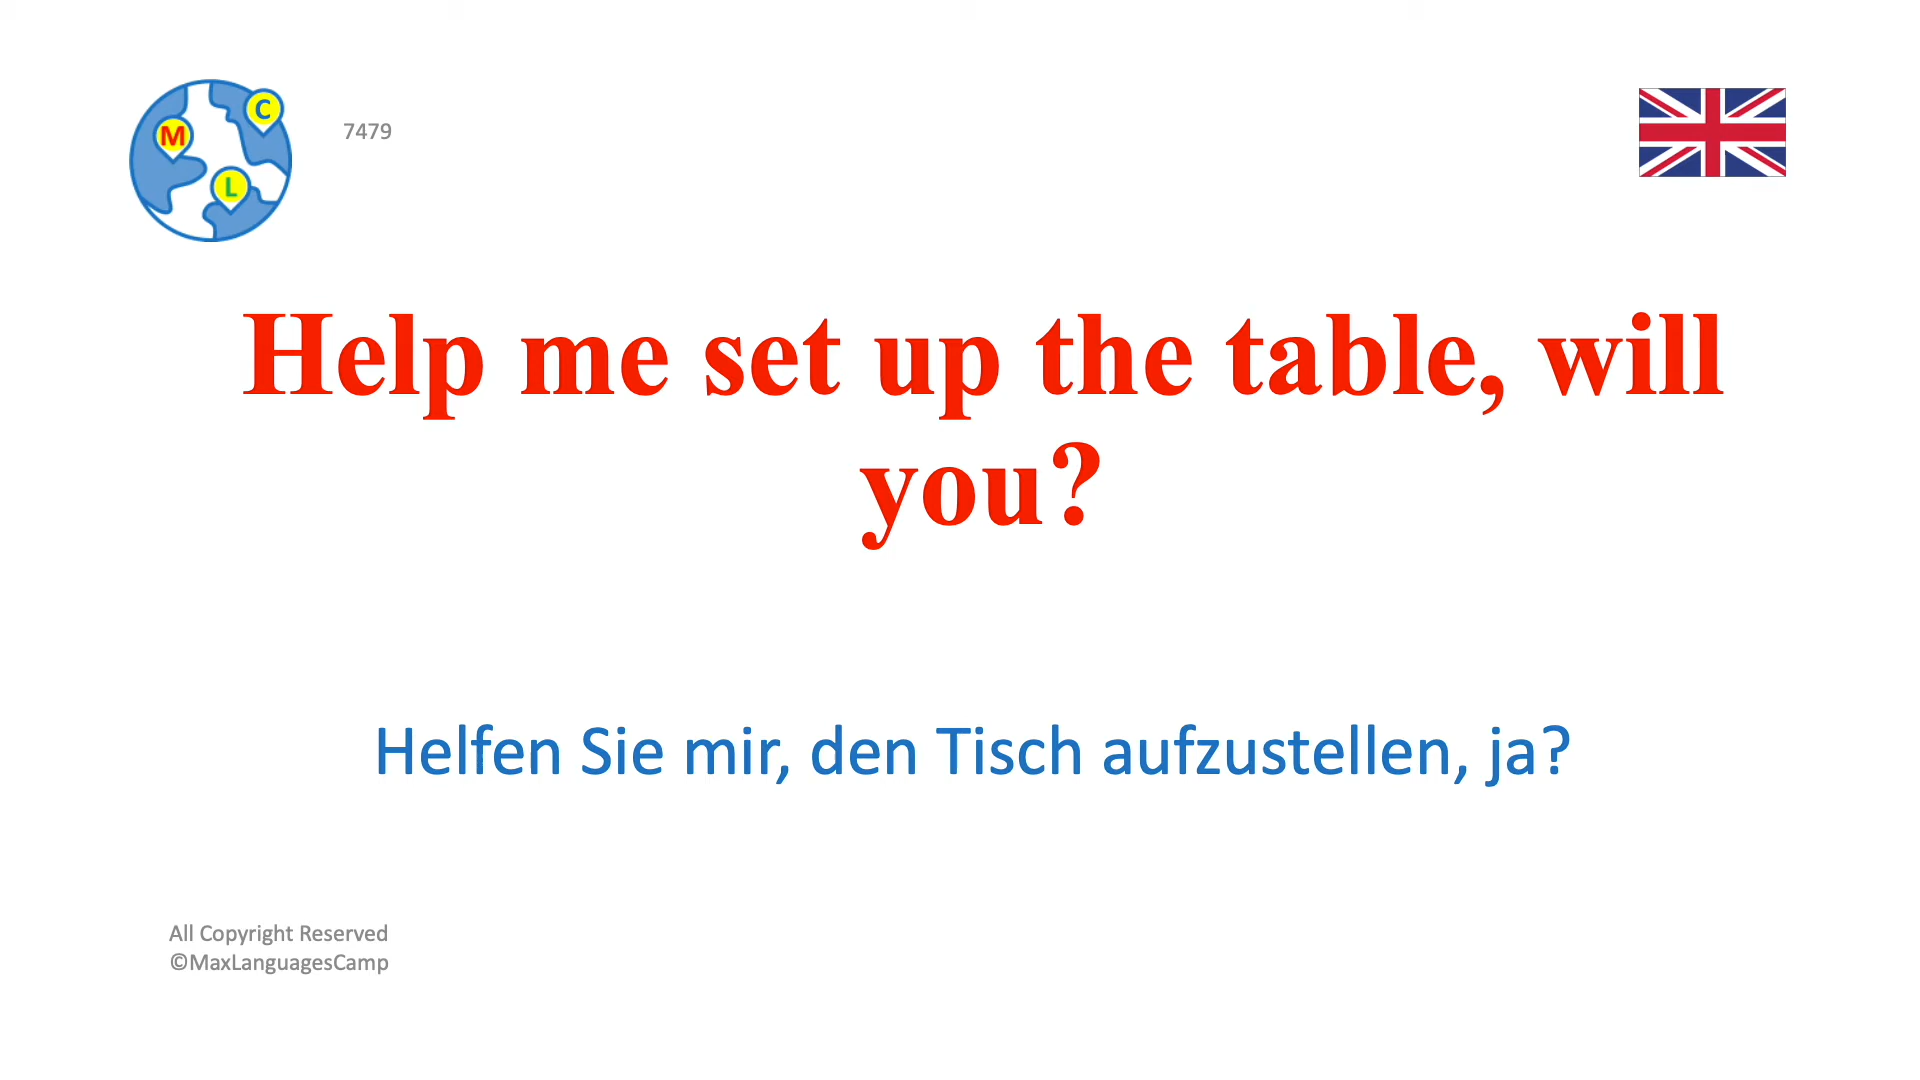 C
M
7479
L
Help me set up the table, will
you?
Helfen Sie mir, den Tisch aufzustellen, ja?
All Copyright Reserved
©MaxLanguagesCamp